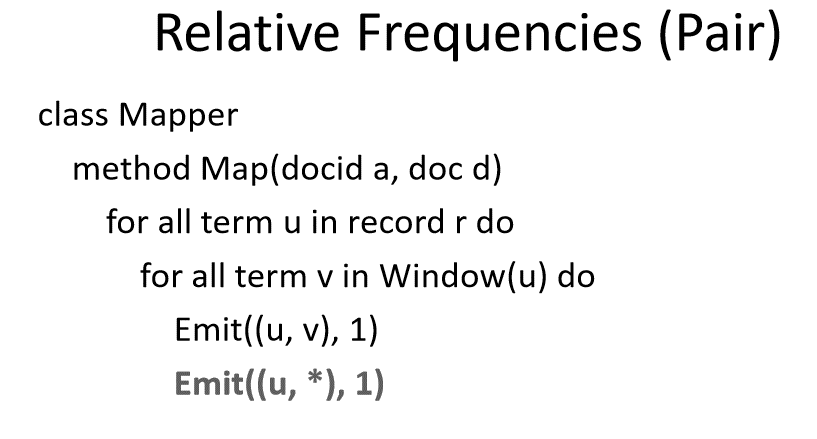 Relative Frequencies (Pair)
class Mapper
method Map(docid a, doc d)
for all term u in record r do
for all term v in Window(u) do
Emit((u, v), 1)
Emit((u, *), 1)